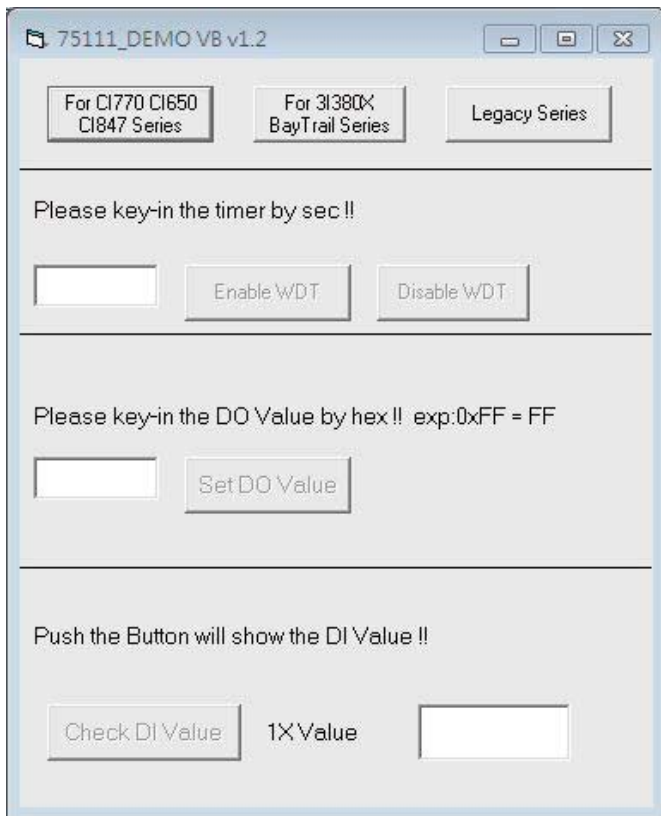 75111_DEMO VB v1.2
For CI770 CI650
CI847 Series
For 3I380X
BayTrail Series
Legacy Series
Please key-in the timer by sec !!
Enable WDT
Disable WDT
Please key-in the DO Value by hex !! exp:0xFF = FF
Set DO Value
Push the Button will show the DI Value !!
Check DI Value
1X Value